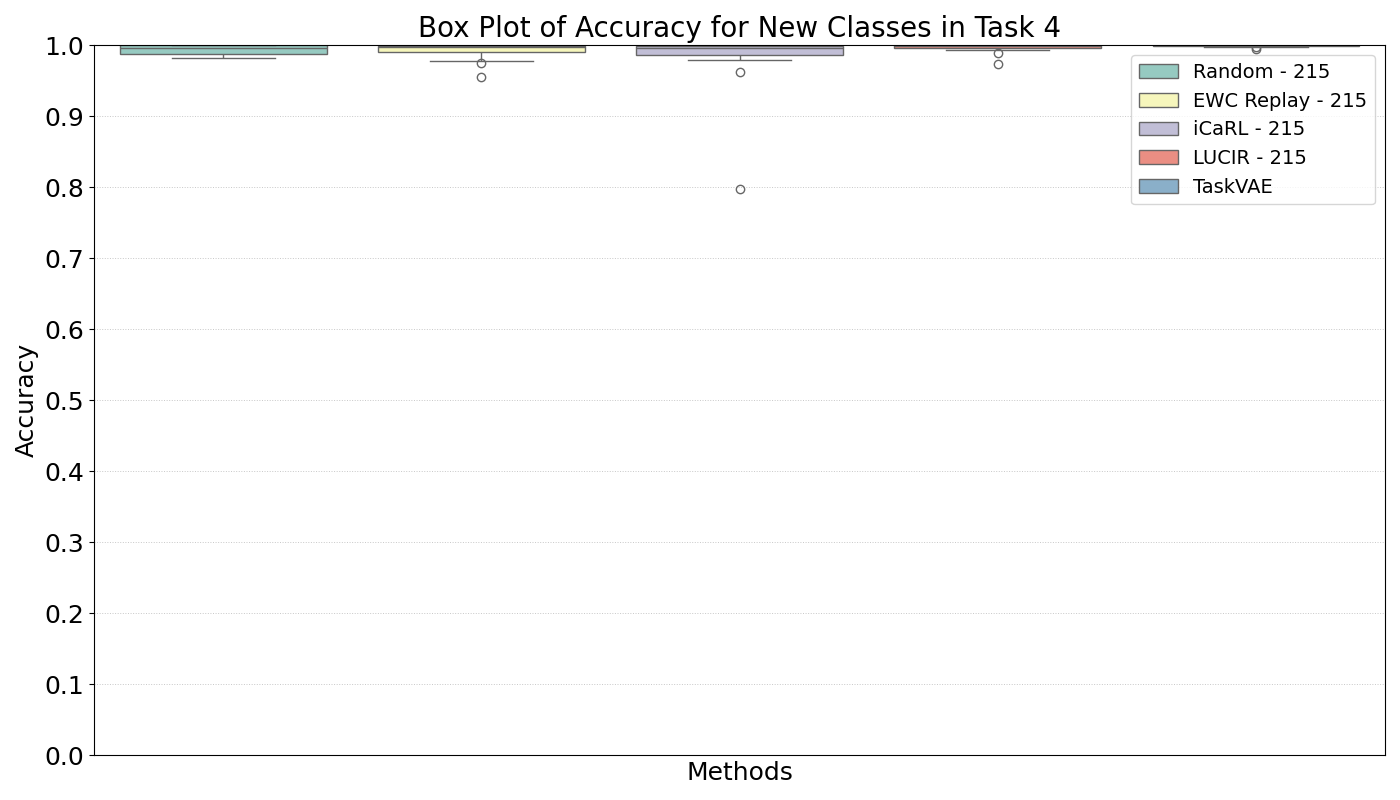 Box Plot of Accuracy for New Classes in Task 4
1.0
0.9
0.8
0.7
0.6
0.5
0.4
0.3
0.2
0.1
0.0
Accuracy
Methods
Random - 215
EWC Replay - 215
iCaRL - 215
LUCIR - 215
TaskVAE